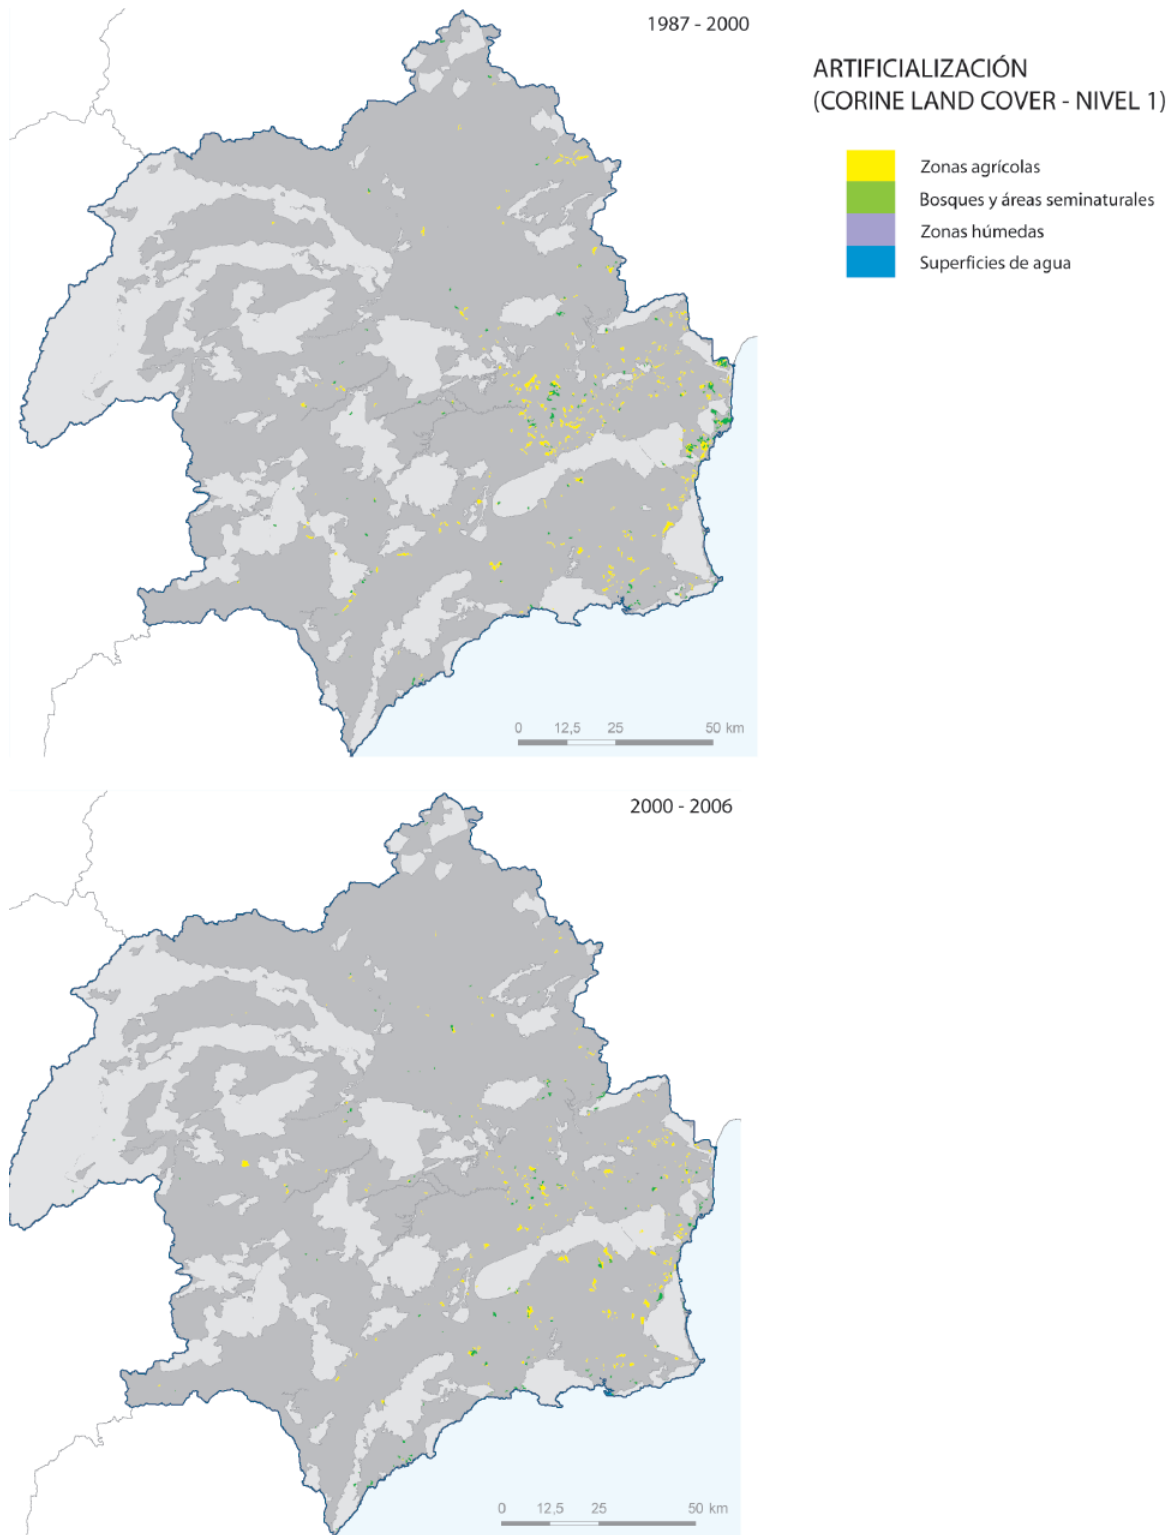 1987 - 2000
ARTIFICIALIZACIÓN
(CORINE LAND COVER - NIVEL 1)
Zonas agrícolas
Bosques y áreas seminaturales
Zonas húmedas
Superficies de agua
0 12,5 25 50 km
2000 - 2006
0 12,5 25 50 km